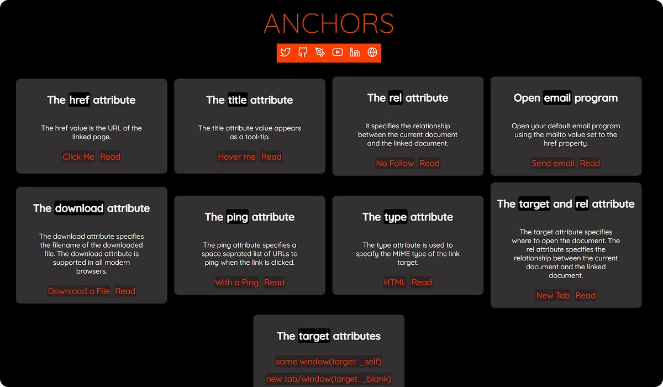 ANCHORS
The href attribute
The href value is the URL of the
linked page.
Click Me Read
The title attribute
The title attribute value appears
as a tool-tip.
Hover me Read
The rel attribute
It specifies the relationship
between the current document
and the linked document.
No Follow Read
Open email program
Open your default email program
using the mailto value set to the
href property.
Send email Read
The download attribute
The download attribute specifies
the filename of the downloaded
file. The download attribute is
supported in all modern
browsers.
Download a File Read
The ping attribute
The ping attribute specifies a
space seprated list of URLs to
ping when the link is clicked.
With a Ping Read
The type attribute
The type attribute is used to
specify the MIME type of the link
target.
HTML Read
The target and rel attribute
The target attribute specifies
where to open the document. The
rel attribute specifies the
relationship between the current
document and the linked
document.
New Tab Read
The target attributes
same window(target: _self)
new tab/window(target: _blank)